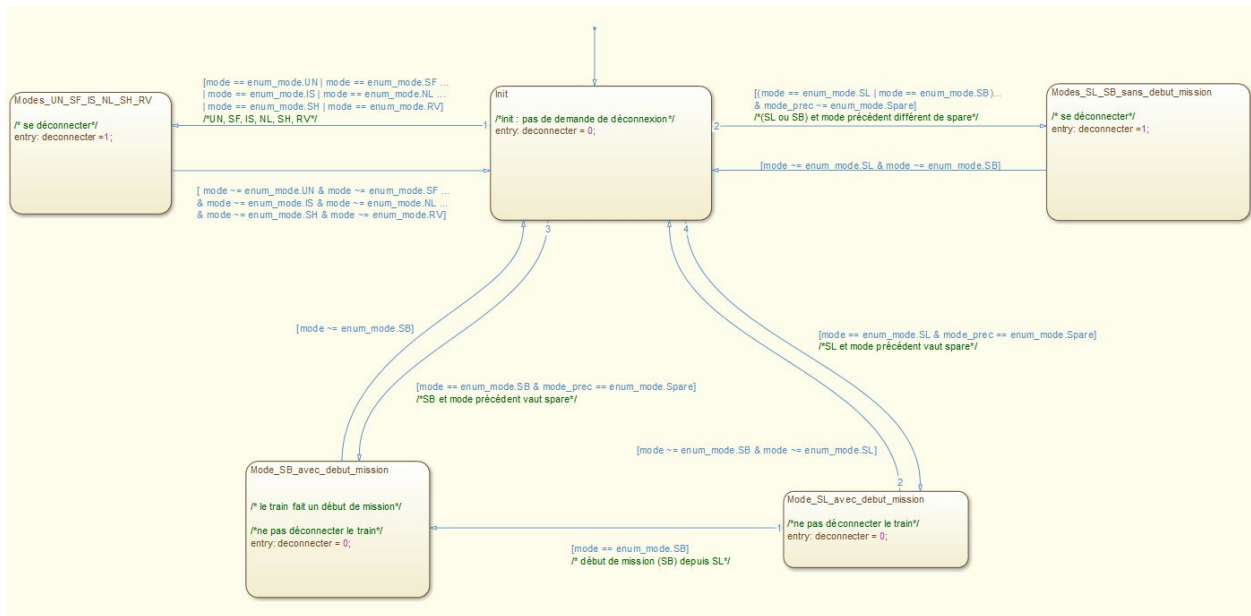 [mode == enum_mode.UN | mode == enum_mode.SF ...
| mode == enum_mode.IS | mode == enum_mode.NL ...
| mode == enum_mode.SH | mode == enum_mode.RV]
/*UN, SF, IS, NL, SH, RV*/
1
Modes_UN_SF_IS_NL_SH_RV
/* se déconnecter*/
entry: deconnecter =1;
[ mode ~= enum_mode.UN & mode ~= enum_mode.SF ...
& mode ~= enum_mode.IS & mode ~= enum_mode.NL ...
& mode ~= enum_mode.SH & mode ~= enum_mode.RV]
Init
/*init : pas de demande de déconnexion*/
entry: deconnecter = 0;
2
[(mode == enum_mode.SL | mode == enum_mode.SB)...
& mode_prec ~= enum_mode.Spare]
/*(SL ou SB) et mode précédent différent de spare*/
[mode ~= enum_mode.SL & mode ~= enum_mode.SB]
Modes_SL_SB_sans_debut_mission
/* se déconnecter*/
entry: deconnecter =1;
3
4
[mode ~= enum_mode.SB]
[mode == enum_mode.SL & mode_prec == enum_mode.Spare]
/*SL et mode précédent vaut spare*/
[mode == enum_mode.SB & mode_prec == enum_mode.Spare]
/*SB et mode précédent vaut spare*/
[mode ~= enum_mode.SB & mode ~= enum_mode.SL]
Mode_SB_avec_debut_mission
/* le train fait un début de mission*/
/*ne pas déconnecter le train*/
entry: deconnecter = 0;
2
Mode_SL_avec_debut_mission
/*ne pas déconnecter le train*/
entry: deconnecter = 0;
1
[mode == enum_mode.SB]
/* début de mission (SB) depuis SL*/